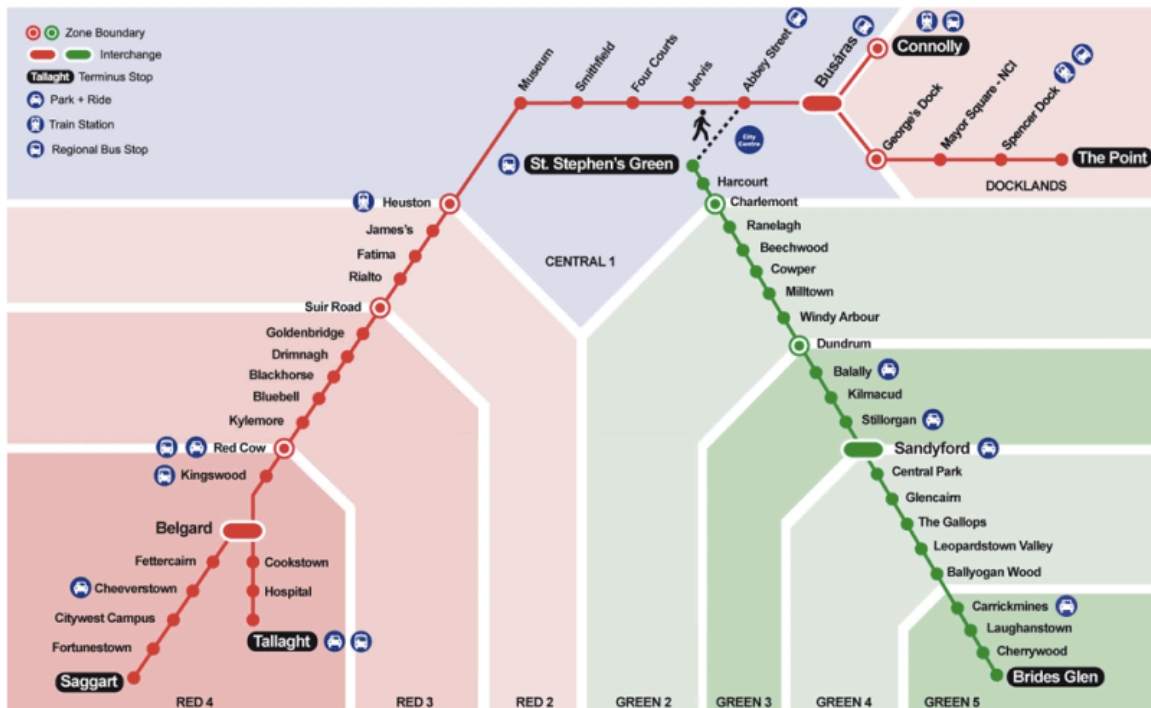 Zone Boundary
Interchange
Tallaght Terminus Stop
Park + Ride
Train Station
Regional Bus Stop
Museum
Smithfield
Four Courts
Jervis
Abbey Street
Busáras
Connolly
George's Dock
Mayor Square - NCI
Spencer Dock
The Point
DOCKLANDS
City
Centre
St. Stephen's Green
Harcourt
Heuston
Charlemont
James's
Ranelagh
Fatima
Beechwood
CENTRAL 1
Rialto
Cowper
Milltown
Suir Road
Windy Arbour
Goldenbridge
Dundrum
Drimnagh
Blackhorse
Balally
Bluebell
Kilmacud
Kylemore
Stillorgan
Red Cow
Sandyford
Kingswood
Central Park
Glencairn
Belgard
The Gallops
Leopardstown Valley
Fettercairn
Cookstown
Ballyogan Wood
Cheeverstown
Hospital
Carrickmines
Citywest Campus
Laughanstown
Tallaght
Fortunestown
Cherrywood
Saggart
Brides Glen
RED 4
RED 3
RED 2
GREEN 2
GREEN 3
GREEN 4
GREEN 5